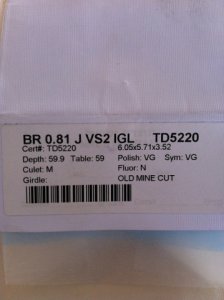 BR 0.81 J VS2 IGL TD5220
Cert#: TD5220 6.05x5.71x3.52
Depth: 59.9 Table: 59 Polish: VG Sym: VG
Culet: M Fluor: N
Girdle: OLD MINE CUT